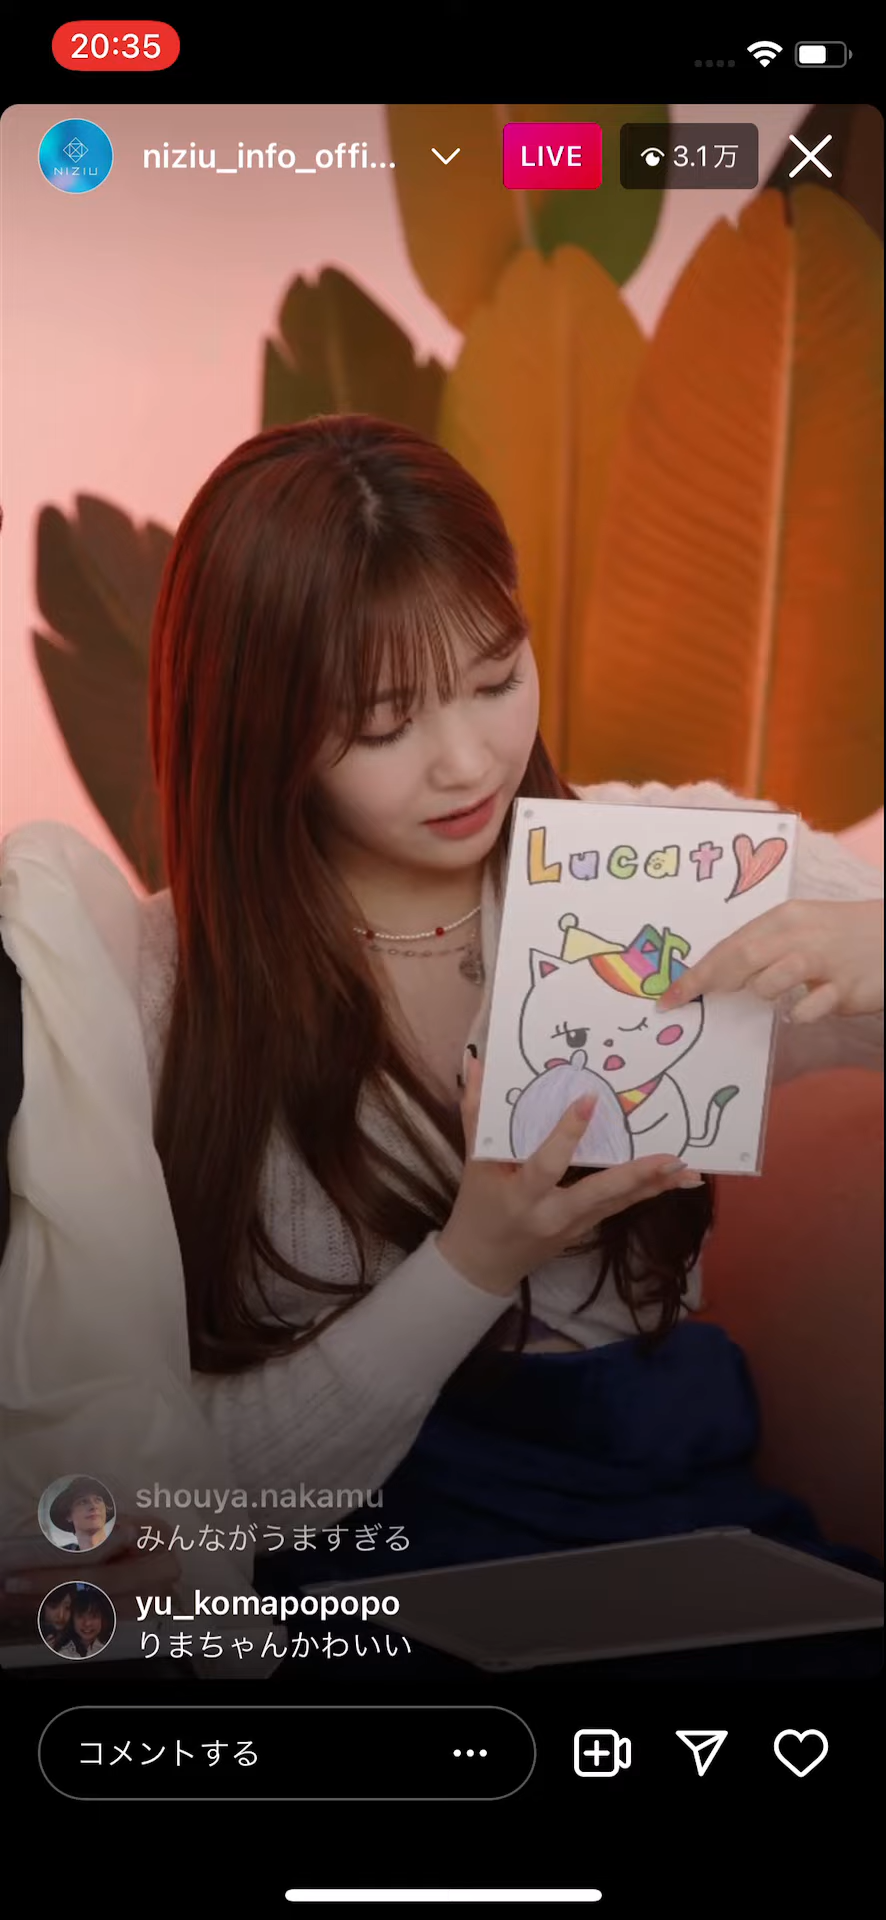 20:35
NIZIU
niziu_info_offi...
LIVE
3.1万
Lucat
shouya.nakamu
みんながうますぎる
yu_komapopopo
りまちゃんかわいい
コメントする